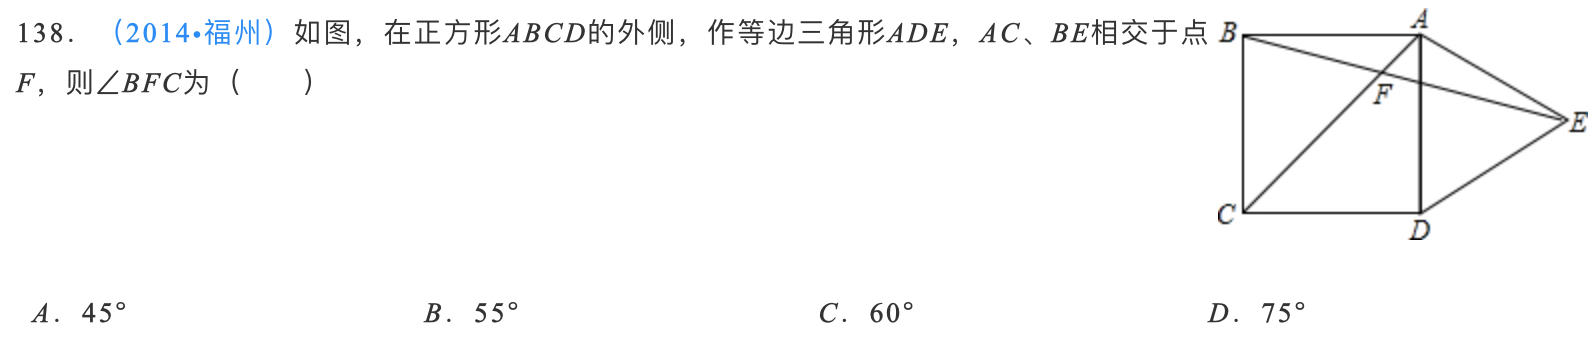 138. （2014•福州）如图，在正方形ABCD的外侧，作等边三角形ADE，AC、BE相交于点
F，则∠BFC为（　　）
B
A
F
E
C
D
A. 45°
B. 55°
C. 60°
D. 75°